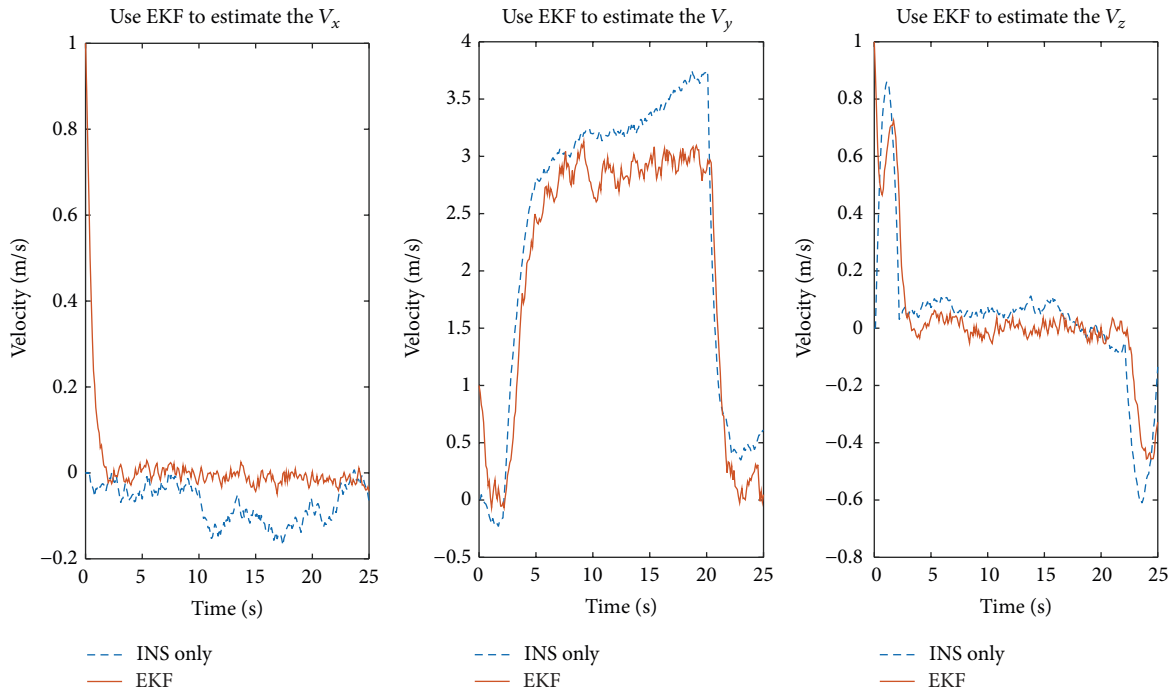 Use EKF to estimate the Vx
1
0.8
0.6
0.4
0.2
0
−0.2
Velocity (m/s)
0 5 10 15 20 25
Time (s)
INS only
EKF
Use EKF to estimate the Vy
4
3.5
3
2.5
2
1.5
1
0.5
0
−0.5
Velocity (m/s)
0 5 10 15 20 25
Time (s)
INS only
EKF
Use EKF to estimate the Vz
1
0.8
0.6
0.4
0.2
0
−0.2
−0.4
−0.6
−0.8
Velocity (m/s)
0 5 10 15 20 25
Time (s)
INS only
EKF